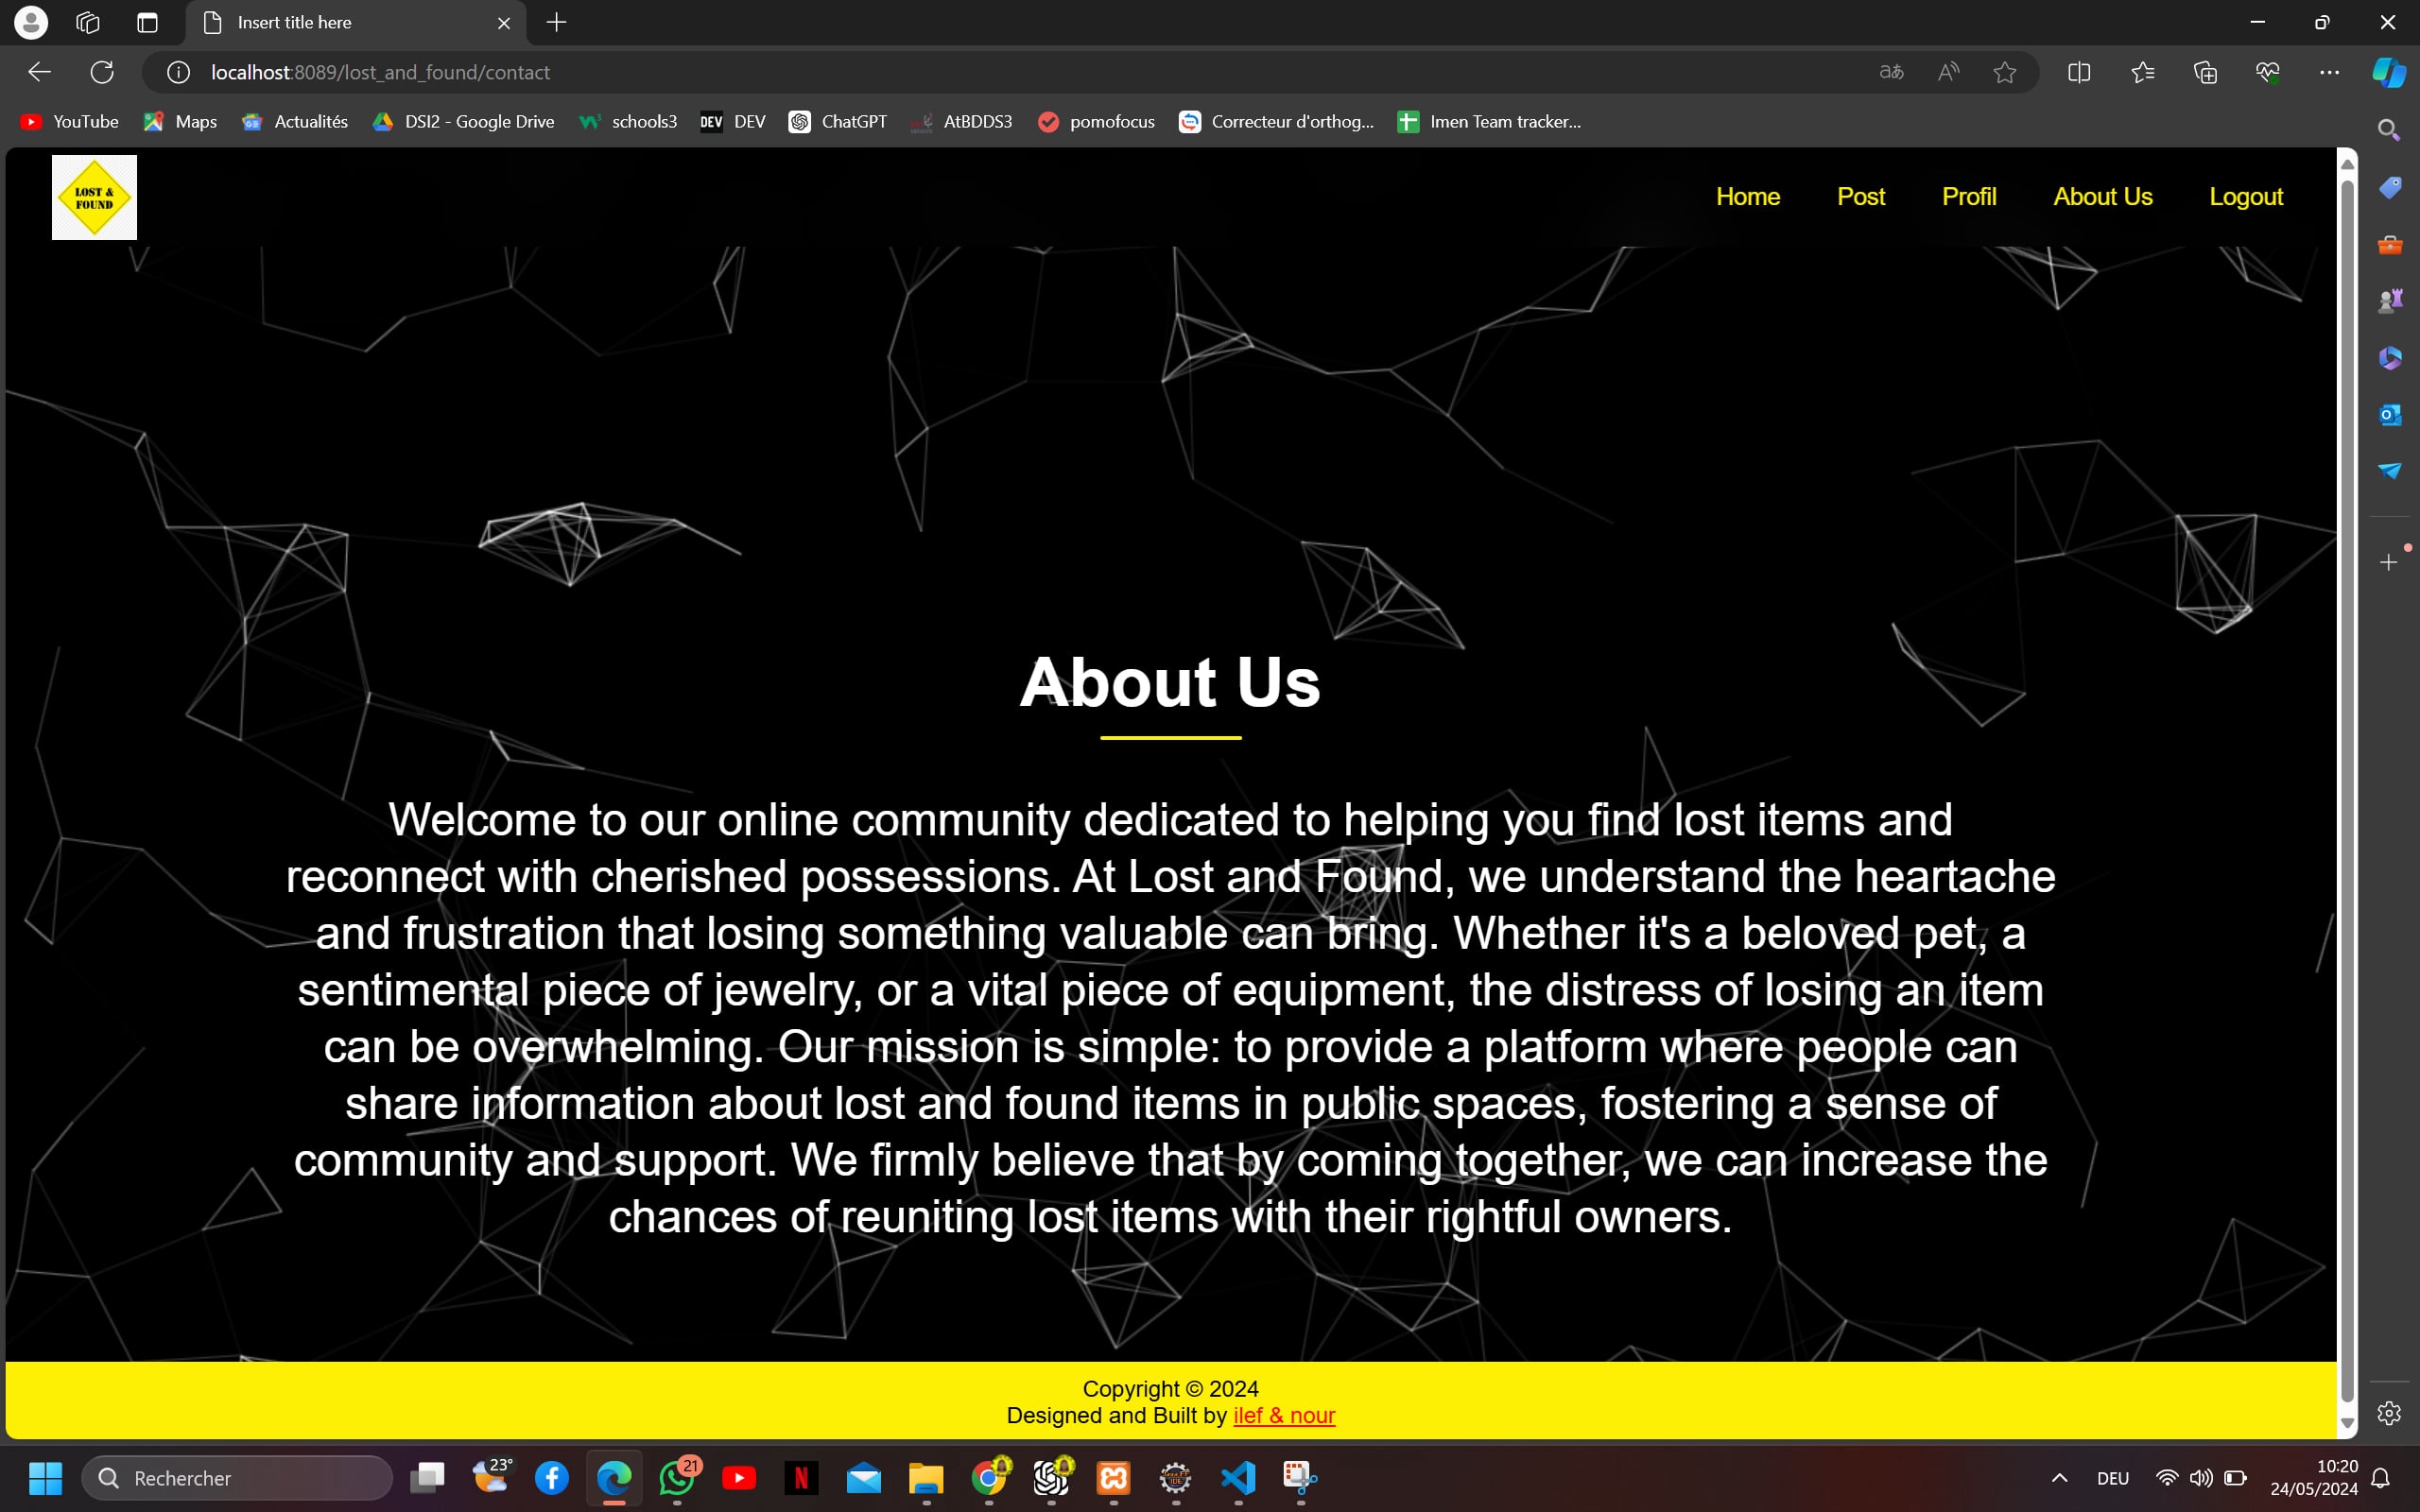 Insert title here
localhost:8089/lost_and_found/contact
aあ
YouTube Maps Actualités DSI2 - Google Drive schools3 DEV DEV ChatGPT AtBDDS3 pomofocus Correcteur d'orthog... Imen Team tracker...
LOST &
FOUND
Home Post Profil About Us Logout
About Us
Welcome to our online community dedicated to helping you find lost items and
reconnect with cherished possessions. At Lost and Found, we understand the heartache
and frustration that losing something valuable can bring. Whether it's a beloved pet, a
sentimental piece of jewelry, or a vital piece of equipment, the distress of losing an item
can be overwhelming. Our mission is simple: to provide a platform where people can
share information about lost and found items in public spaces, fostering a sense of
community and support. We firmly believe that by coming together, we can increase the
chances of reuniting lost items with their rightful owners.
Copyright © 2024
Designed and Built by ilef & nour
Rechercher
23°
21
DEU
10:20
24/05/2024